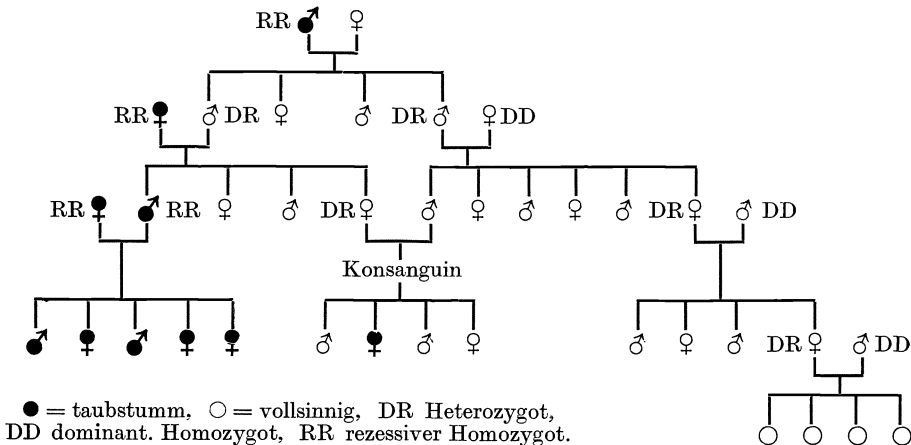 RR
RR DR DR DD
RR RR DR DR DD
Konsanguin
DR DD
= taubstumm, = vollsinnig, DR Heterozygot,
DD dominant. Homozygot, RR rezessiver Homozygot.